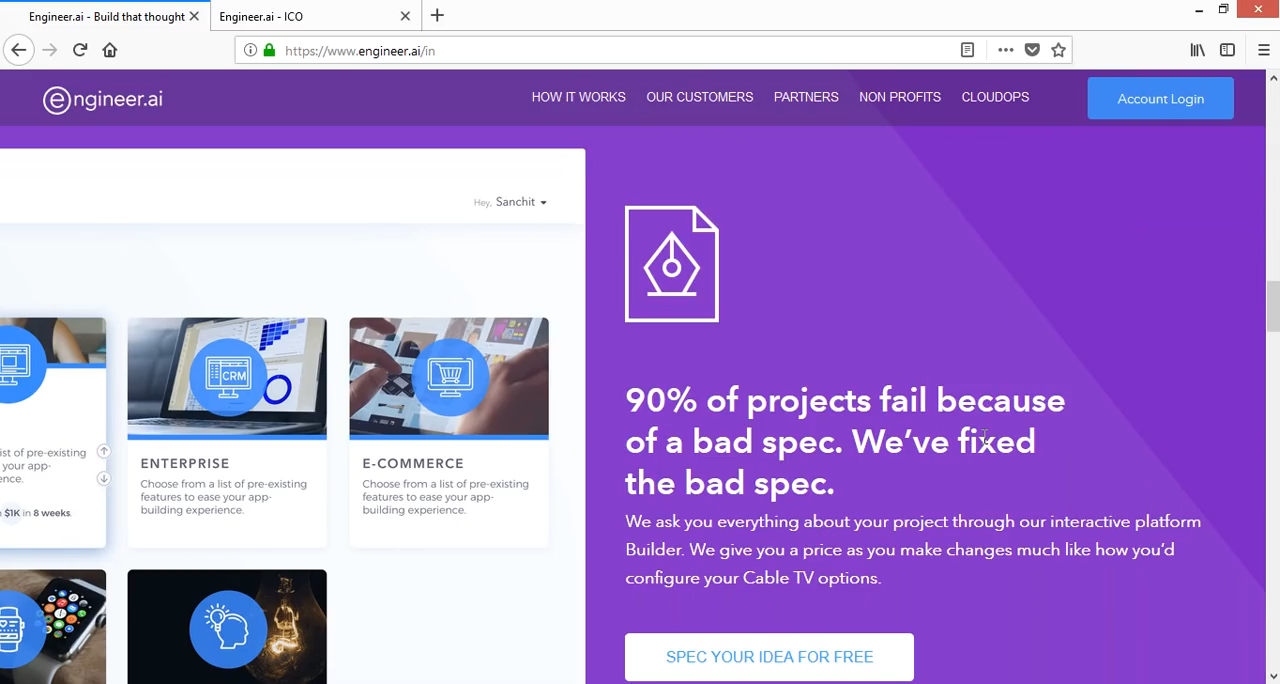 Engineer.ai - Build that thought
Engineer.ai - ICO
https://www.engineer.ai/in
engineer.ai
HOW IT WORKS
OUR CUSTOMERS
PARTNERS
NON PROFITS
CLOUDOPS
Account Login
Hey, Sanchit
CRM
list of pre-existing
your app-
ence.
$1K in 8 weeks.
ENTERPRISE
Choose from a list of pre-existing
features to ease your app-
building experience.
E-COMMERCE
Choose from a list of pre-existing
features to ease your app-
building experience.
90% of projects fail because
of a bad spec. We've fixed
the bad spec.
We ask you everything about your project through our interactive platform
Builder. We give you a price as you make changes much like how you'd
configure your Cable TV options.
SPEC YOUR IDEA FOR FREE